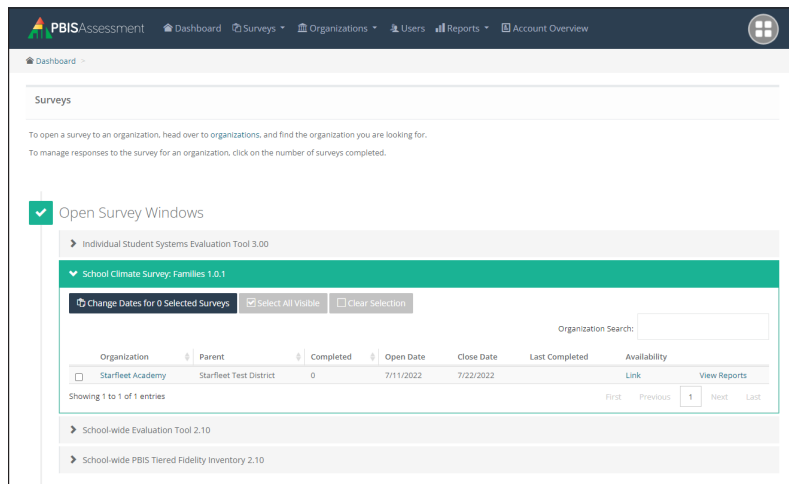 PBISAssessment Dashboard Surveys Organizations Users Reports Account Overview
Dashboard >
Surveys
To open a survey to an organization, head over to organizations, and find the organization you are looking for.
To manage responses to the survey for an organization, click on the number of surveys completed.
Open Survey Windows
Individual Student Systems Evaluation Tool 3.00
School Climate Survey: Families 1.0.1
Change Dates for 0 Selected Surveys Select All Visible Clear Selection
Organization Search:
Organization Parent Completed Open Date Close Date Last Completed Availability
Starfleet Academy Starfleet Test District 0 7/11/2022 7/22/2022 Link View Reports
Showing 1 to 1 of 1 entries First Previous 1 Next Last
School-wide Evaluation Tool 2.10
School-wide PBIS Tiered Fidelity Inventory 2.10